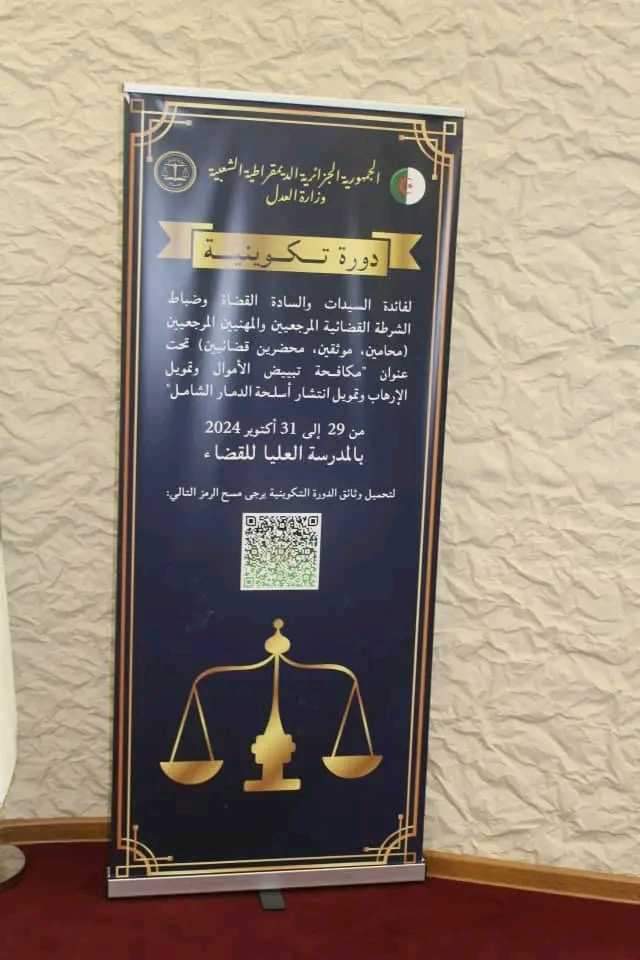 الجمهورية الجزائرية الديمقراطية الشعبية
وزارة العدل
دورة تـكـويـنـيـة
لفائدة السيدات والسادة القضاة وضباط
الشرطة القضائية المرجعيين والمهنيين المرجعيين
(محامين، موثقين، محضرين قضائيين) تحت
عنوان "مكافحة تبييض الأموال وتمويل
الإرهاب وتمويل انتشار أسلحة الدمار الشامل"
من 29 إلى 31 أكتوبر 2024
بالمدرسة العليا للقضاء
لتحميل وثائق الدورة التكوينية يرجى مسح الرمز التالي: